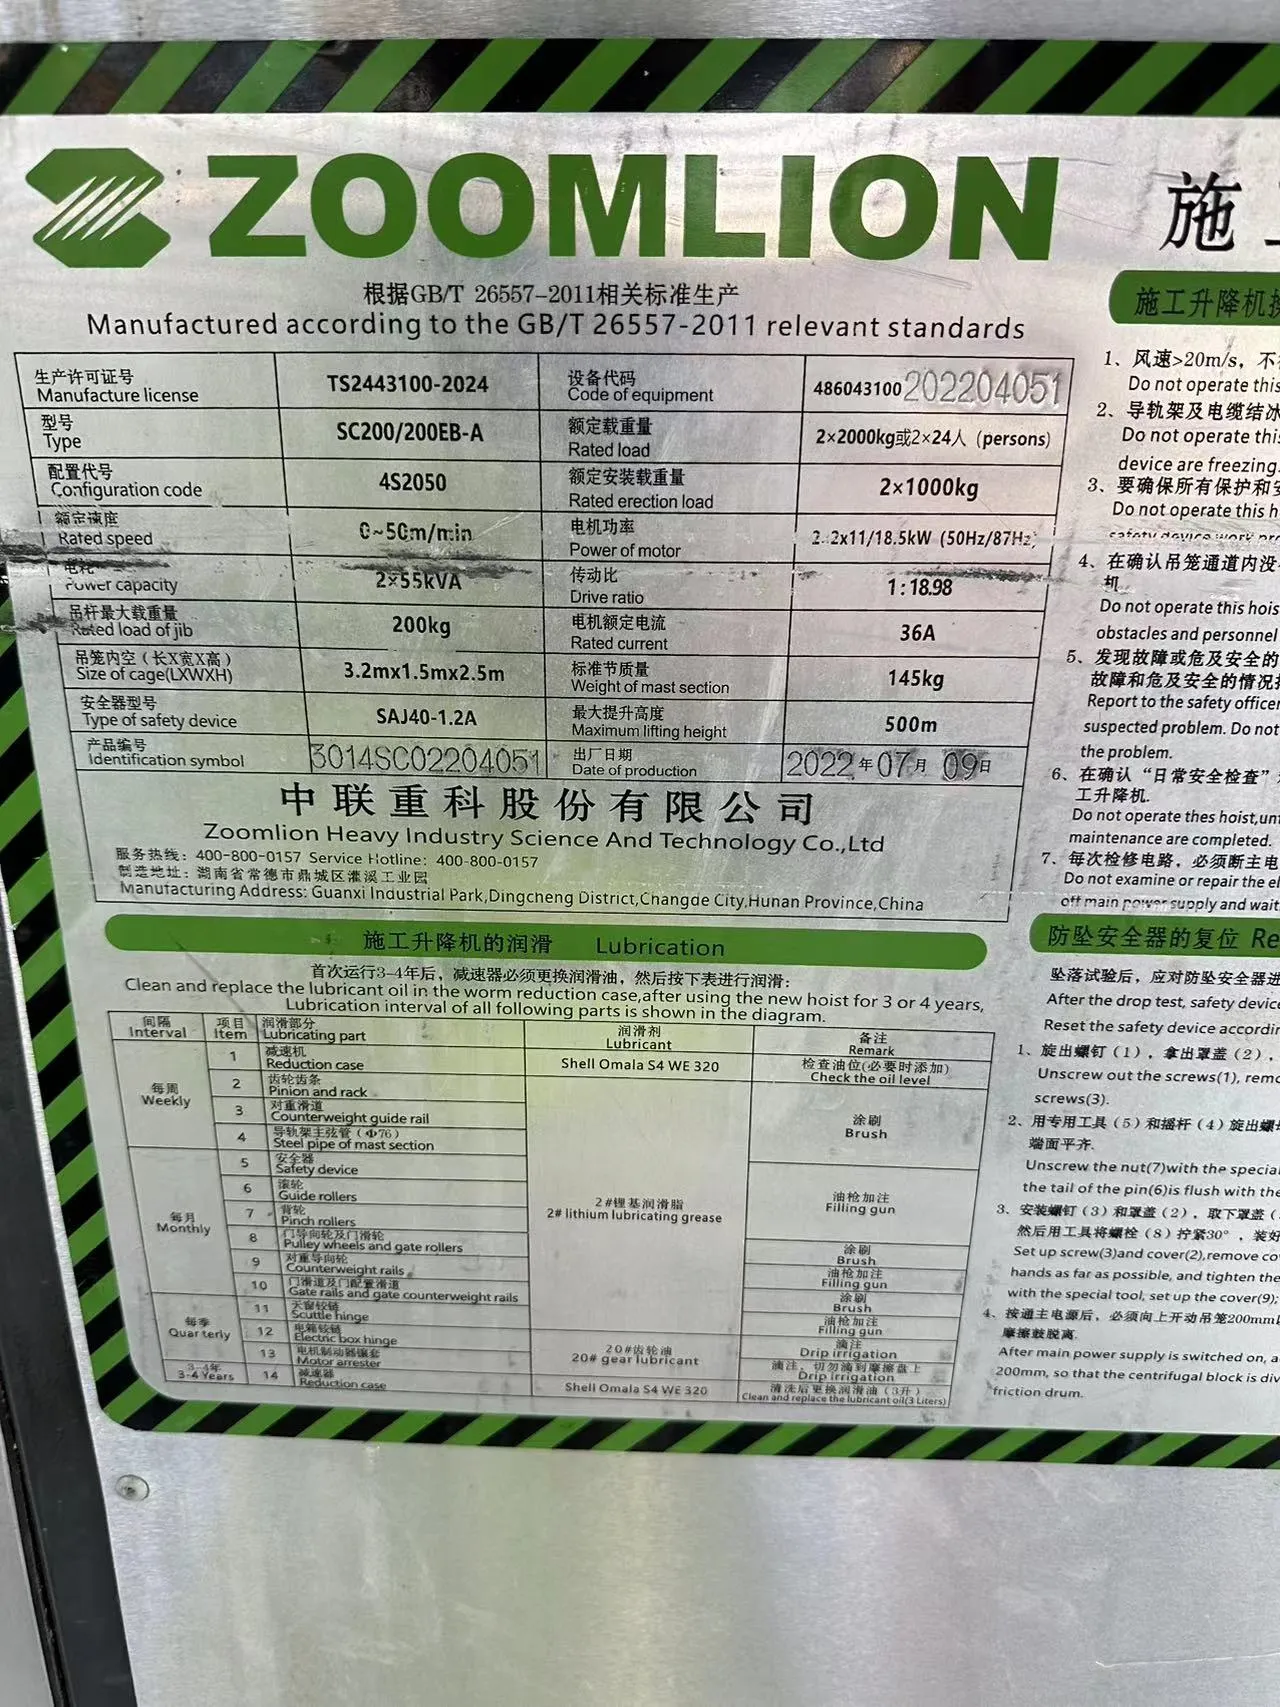 ZOOMLION
根据GB/T 26557-2011相关标准生产
Manufactured according to the GB/T 26557-2011 relevant standards
生产许可证号 TS2443100-2024 设备代码 486043100202204051
Manufacture license Code of equipment
型号 SC200/200EB-A 额定载重量 2×2000kg或2×24人 (persons)
Type Rated load
配置代号 4S2050 额定安装载重量 2×1000kg
Configuration code Rated erection load
额定速度 0~50m/min 电机功率 2×2x11/18.5kW (50Hz/87Hz)
Rated speed Power of motor
2×55kVA 传动比 1:18.98
Power capacity Drive ratio
吊杆最大载重量 200kg 电机额定电流 36A
Rated load of jib Rated current
吊笼内空(长X宽X高) 3.2mx1.5mx2.5m 标准节质量 145kg
Size of cage(LXWXH) Weight of mast section
安全器型号 SAJ40-1.2A 最大提升高度 500m
Type of safety device Maximum lifting height
产品编号 3014SC02204051 出厂日期 2022年07月09日
Identification symbol Date of production
中联重科股份有限公司
Zoomlion Heavy Industry Science And Technology Co.,Ltd
服务热线: 400-800-0157 Service Hotline: 400-800-0157
制造地址: 湖南省常德市鼎城区灌溪工业园
Manufacturing Address: Guanxi Industrial Park,Dingcheng District,Changde City,Hunan Province,China
施工升降机的润滑 Lubrication
首次运行3-4年后，减速器必须更换润滑油，然后按下表进行润滑:
Clean and replace the lubricant oil in the worm reduction case,after using the new hoist for 3 or 4 years,
Lubrication interval of all following parts is shown in the diagram.
间隔 项目 润滑部分 润滑剂 备注
Interval Item Lubricating part Lubricant Remark
每周
Weekly
1 减速机 Shell Omala S4 WE 320 检查油位(必要时添加)
Reduction case Check the oil level
2 齿轮齿条
Pinion and rack
3 对重滑道 涂刷
Counterweight guide rail Brush
4 导轨架主弦管(Φ76)
Steel pipe of mast section
每月
Monthly
5 安全器
Safety device
6 滚轮 2#锂基润滑脂 油枪加注
Guide rollers 2# lithium lubricating grease Filling gun
7 背轮
Pinch rollers
8 门导向轮及门滑轮
Pulley wheels and gate rollers
9 对重导向轮 涂刷
Counterweight rails Brush
10 门滑道及门配置滑道 油枪加注
Gate rails and gate counterweight rails Filling gun
每季
Quarterly
11 天窗铰链 涂刷
Scuttle hinge Brush
12 电箱铰链 油枪加注
Electric box hinge Filling gun
13 电机制动器 20#齿轮油 滴注
Motor arrester 20# gear lubricant Drip irrigation
滴注，切勿滴到摩擦盘上
Drip irrigation
3-4年
3-4 Years
14 减速器 Shell Omala S4 WE 320 清洗后更换润滑油(3升)
Reduction case Clean and replace the lubricant oil(3 Liters)
施
施工升降机
1、风速>20m/s，
Do not operate this
2、导轨架及电缆结冰
Do not operate this
device are freezing.
3、要确保所有保护和
Do not operate this
safety device work
4、在确认吊笼通道内没
机.
Do not operate this
obstacles and personnel
5、发现故障或危及安全的
故障和危及安全的情况
Report to the safety officer
suspected problem. Do not
the problem.
6、在确认“日常安全检查”
工升降机.
Do not operate thes hoist,
maintenance are completed.
7、每次检修电路，必须断主电
Do not examine or repair the
off main power supply and wait
防坠安全器的复位
坠落试验后，应对防坠安全器
After the drop test, safety device
Reset the safety device
1、旋出螺钉(1)，拿出罩盖(2)，
Unscrew out the screws(1),
screws(3).
2、用专用工具(5)和摇杆(4)旋出
端面平齐.
Unscrew the nut(7)with the
the tail of the pin(6)is flush with the
3、安装螺钉(3)和罩盖(2)，取下罩盖
然后用工具将螺栓(8)拧紧30°，装好
Set up screw(3)and cover(2),remove
hands as far as possible, and tighten the
with the special tool, set up the cover(9);
4、按通主电源后，必须向上开动吊笼200mm
摩擦鼓脱离.
After main power supply is switched on,
200mm, so that the centrifugal block is
friction drum.